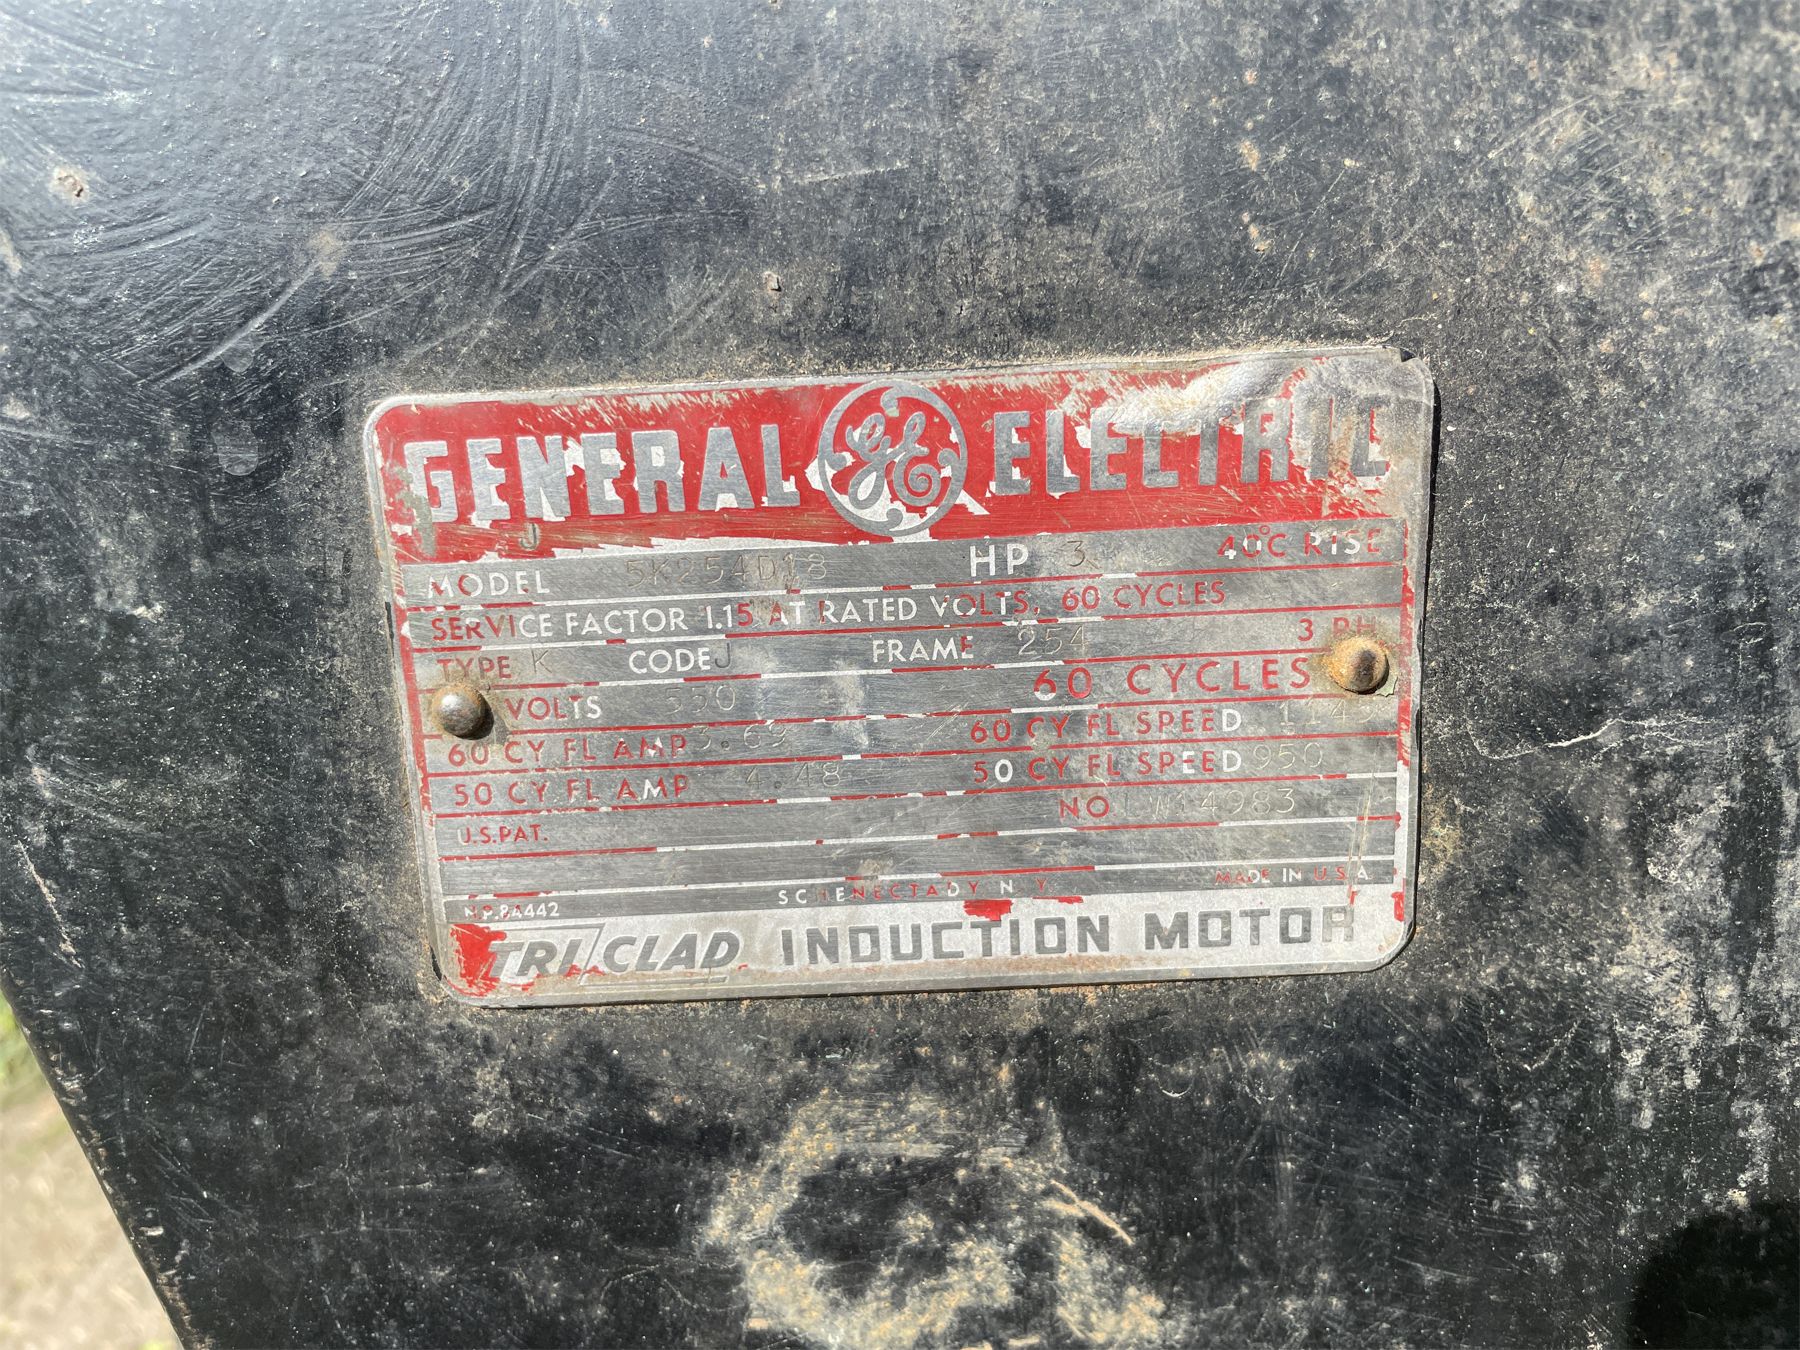 GENERAL GE ELECTRIC
J
MODEL 5K254D18 HP 3 40°C RISE
SERVICE FACTOR 1.15 AT RATED VOLTS, 60 CYCLES
TYPE K CODE J FRAME 254 3 PH
VOLTS 550 60 CYCLES
60 CY FL AMP 3.69 60 CY FL SPEED 1145
50 CY FL AMP 4.48 50 CY FL SPEED 950
U.S.PAT. NO
SCHENECTADY N.Y. MADE IN U.S.A.
NP.84442
TRI/CLAD INDUCTION MOTOR